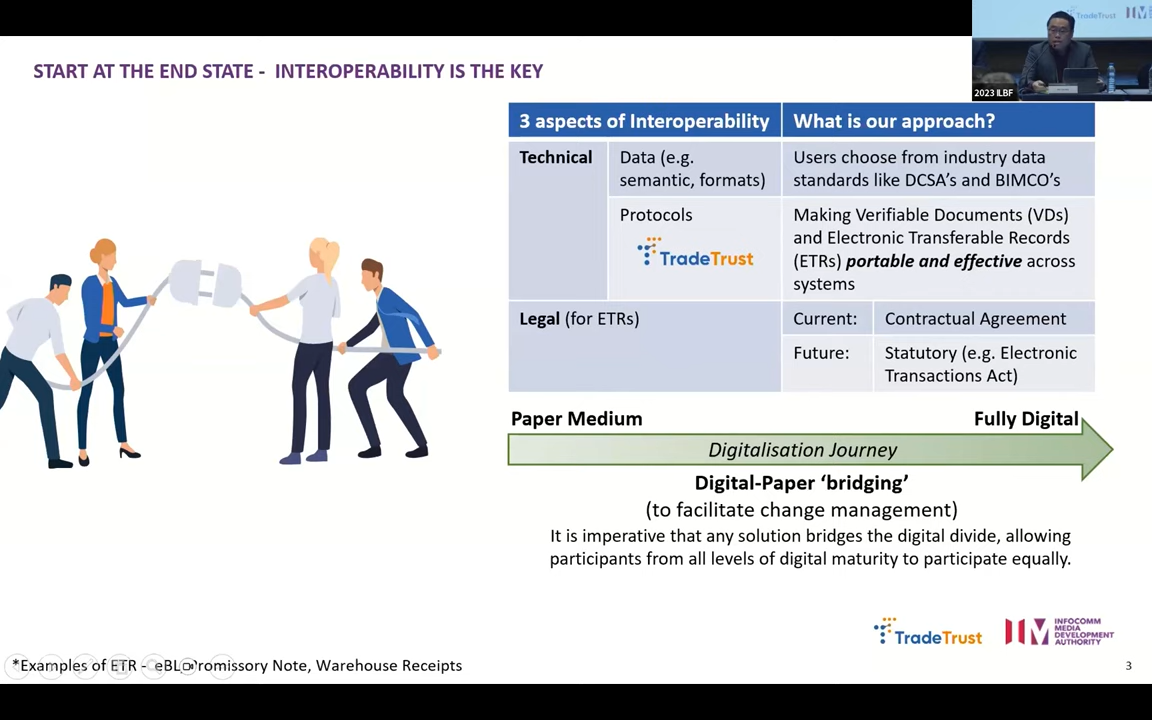 TradeTrust
2023 ILBF
START AT THE END STATE - INTEROPERABILITY IS THE KEY
3 aspects of Interoperability
What is our approach?
Technical
Data (e.g.
semantic, formats)
Users choose from industry data
standards like DCSA's and BIMCO's
Protocols
TradeTrust
Making Verifiable Documents (VDs)
and Electronic Transferable Records
(ETRs) portable and effective across
systems
Legal (for ETRs)
Current:
Contractual Agreement
Future:
Statutory (e.g. Electronic
Transactions Act)
Paper Medium
Fully Digital
Digitalisation Journey
Digital-Paper ‘bridging’
(to facilitate change management)
It is imperative that any solution bridges the digital divide, allowing
participants from all levels of digital maturity to participate equally.
TradeTrust
INFOCOMM
MEDIA
DEVELOPMENT
AUTHORITY
*Examples of ETR - eBL, Promissory Note, Warehouse Receipts
3